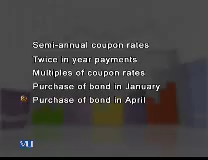 Semi-annual coupon rates
Twice in year payments
Multiples of coupon rates
Purchase of bond in January
Purchase of bond in April
VU